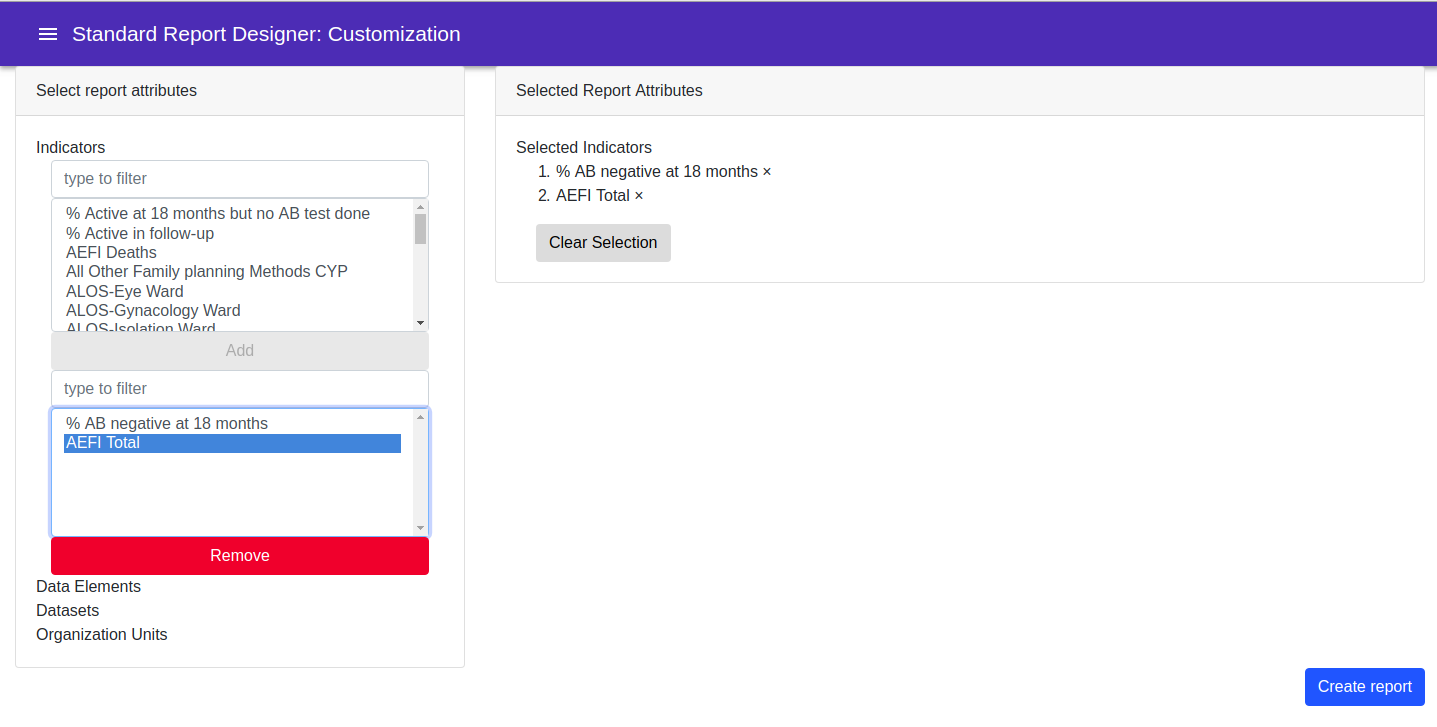 Standard Report Designer: Customization
Select report attributes
Indicators
type to filter
% Active at 18 months but no AB test done
% Active in follow-up
AEFI Deaths
All Other Family planning Methods CYP
ALOS-Eye Ward
ALOS-Gynacology Ward
ALOS-Isolation Ward
Add
type to filter
% AB negative at 18 months
AEFI Total
Remove
Data Elements
Datasets
Organization Units
Selected Report Attributes
Selected Indicators
1. % AB negative at 18 months ×
2. AEFI Total ×
Clear Selection
Create report